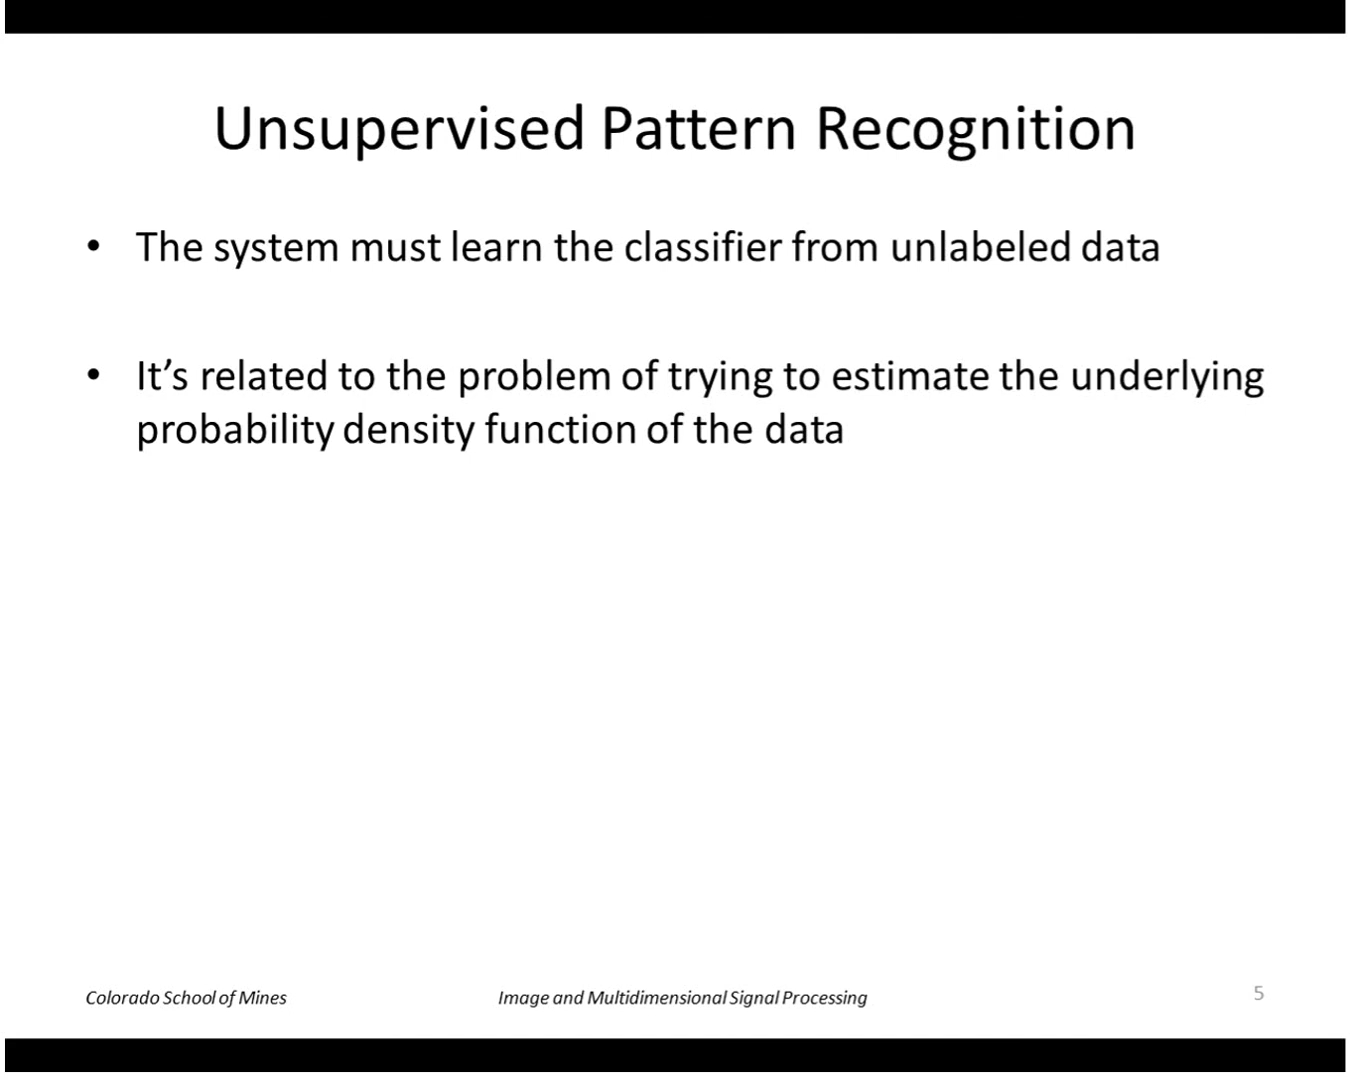 Unsupervised Pattern Recognition
• The system must learn the classifier from unlabeled data
• It’s related to the problem of trying to estimate the underlying
probability density function of the data
Colorado School of Mines
Image and Multidimensional Signal Processing
5